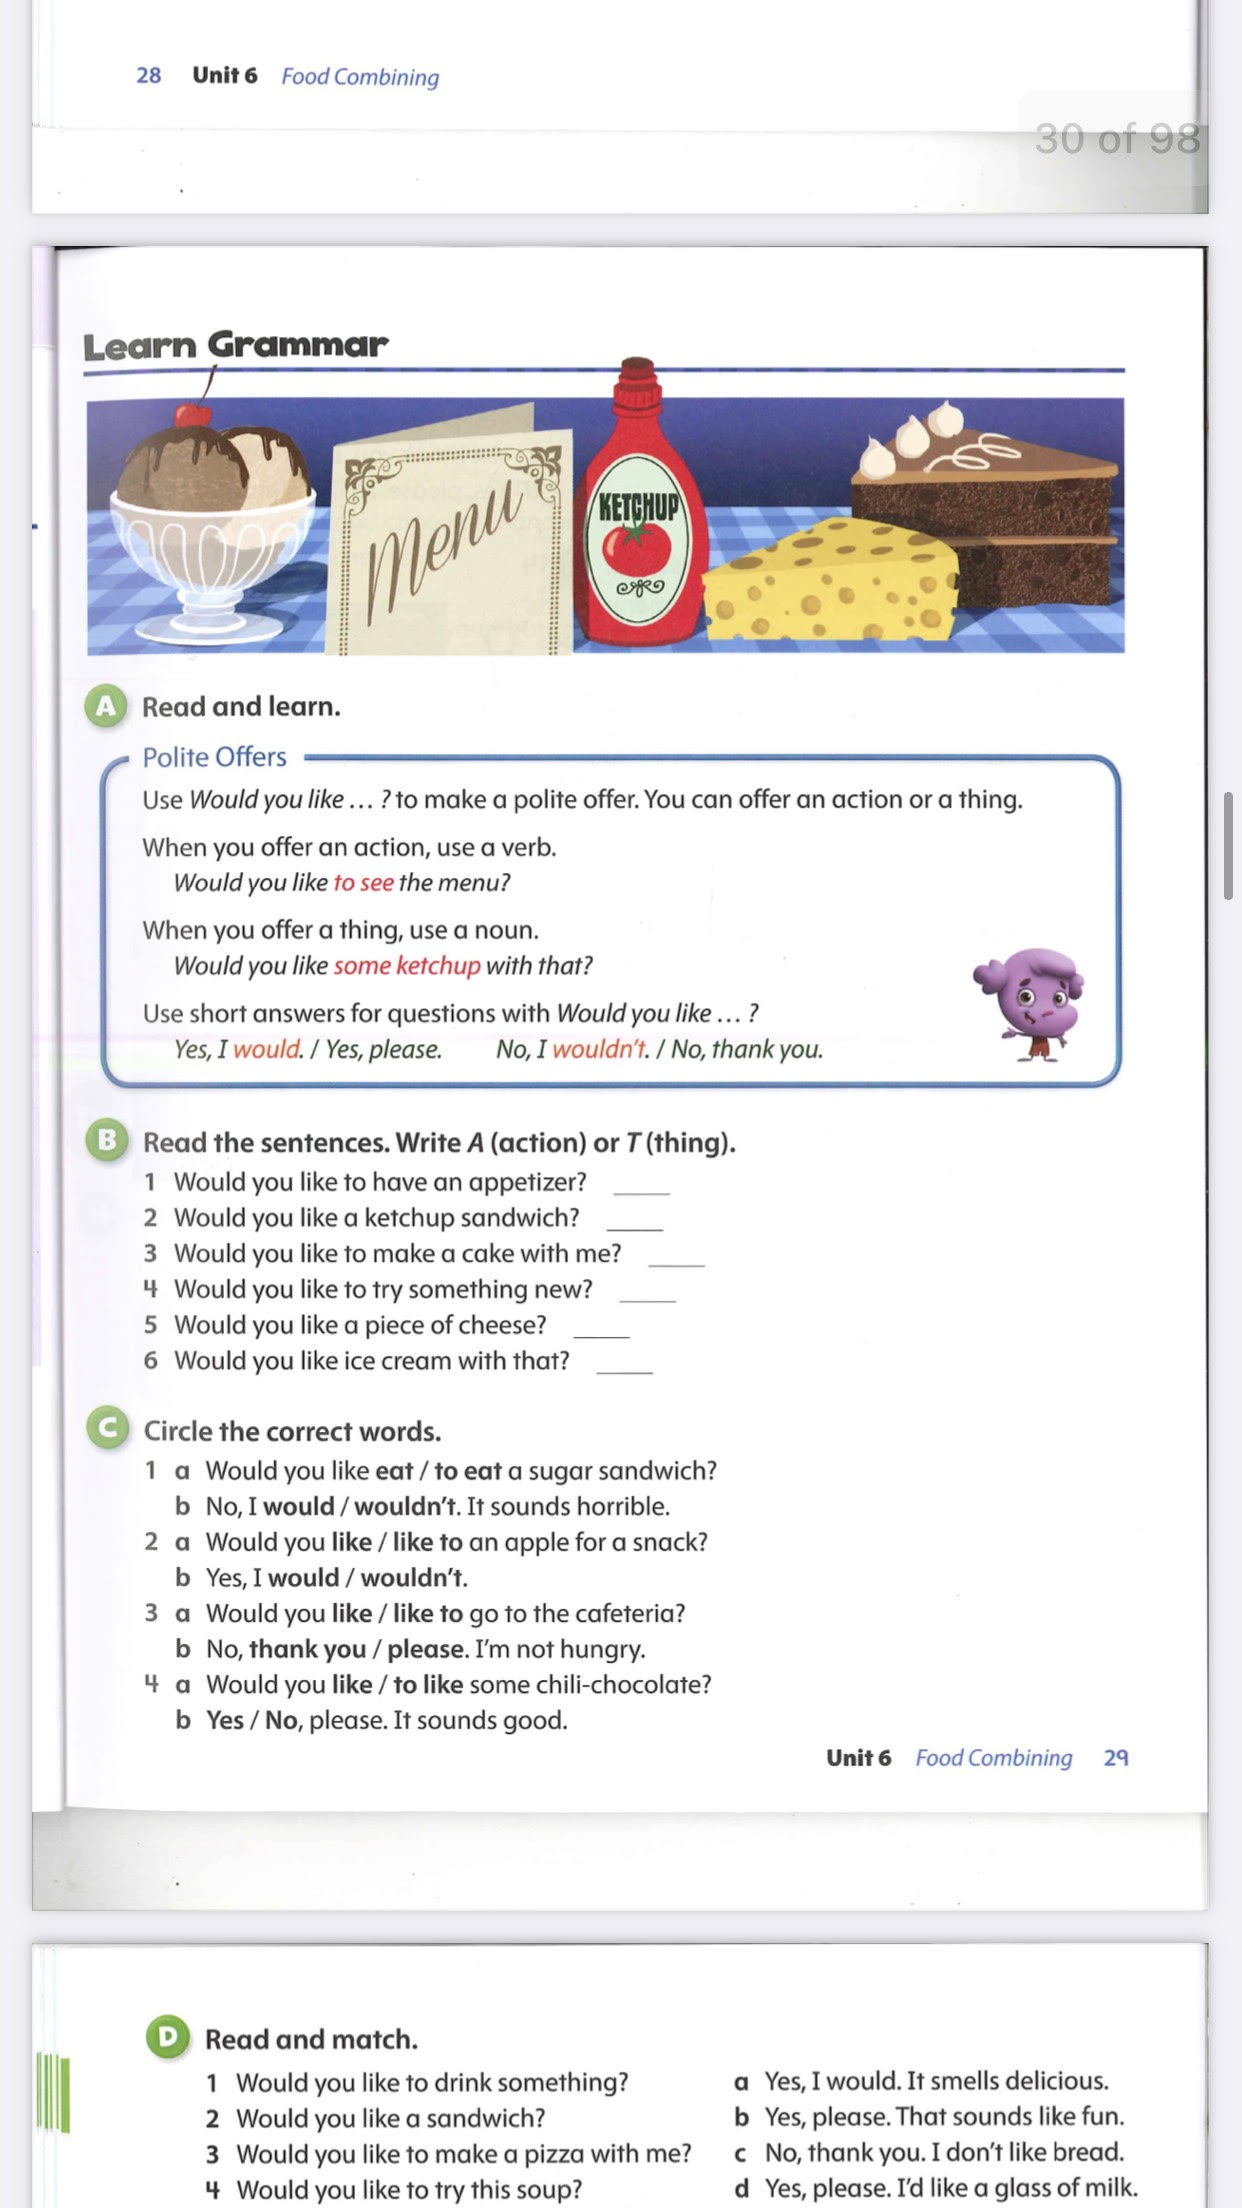 28 Unit 6 Food Combining
30 of 98
Learn Grammar
Menu
KETCHUP
A Read and learn.
Polite Offers
Use Would you like … ? to make a polite offer. You can offer an action or a thing.
When you offer an action, use a verb.
Would you like to see the menu?
When you offer a thing, use a noun.
Would you like some ketchup with that?
Use short answers for questions with Would you like … ?
Yes, I would. / Yes, please. No, I wouldn't. / No, thank you.
B Read the sentences. Write A (action) or T (thing).
1 Would you like to have an appetizer? ____
2 Would you like a ketchup sandwich? ____
3 Would you like to make a cake with me? ____
4 Would you like to try something new? ____
5 Would you like a piece of cheese? ____
6 Would you like ice cream with that? ____
C Circle the correct words.
1 a Would you like eat / to eat a sugar sandwich?
b No, I would / wouldn't. It sounds horrible.
2 a Would you like / like to an apple for a snack?
b Yes, I would / wouldn't.
3 a Would you like / like to go to the cafeteria?
b No, thank you / please. I'm not hungry.
4 a Would you like / to like some chili-chocolate?
b Yes / No, please. It sounds good.
Unit 6 Food Combining 29
D Read and match.
1 Would you like to drink something? a Yes, I would. It smells delicious.
2 Would you like a sandwich? b Yes, please. That sounds like fun.
3 Would you like to make a pizza with me? c No, thank you. I don't like bread.
4 Would you like to try this soup? d Yes, please. I'd like a glass of milk.